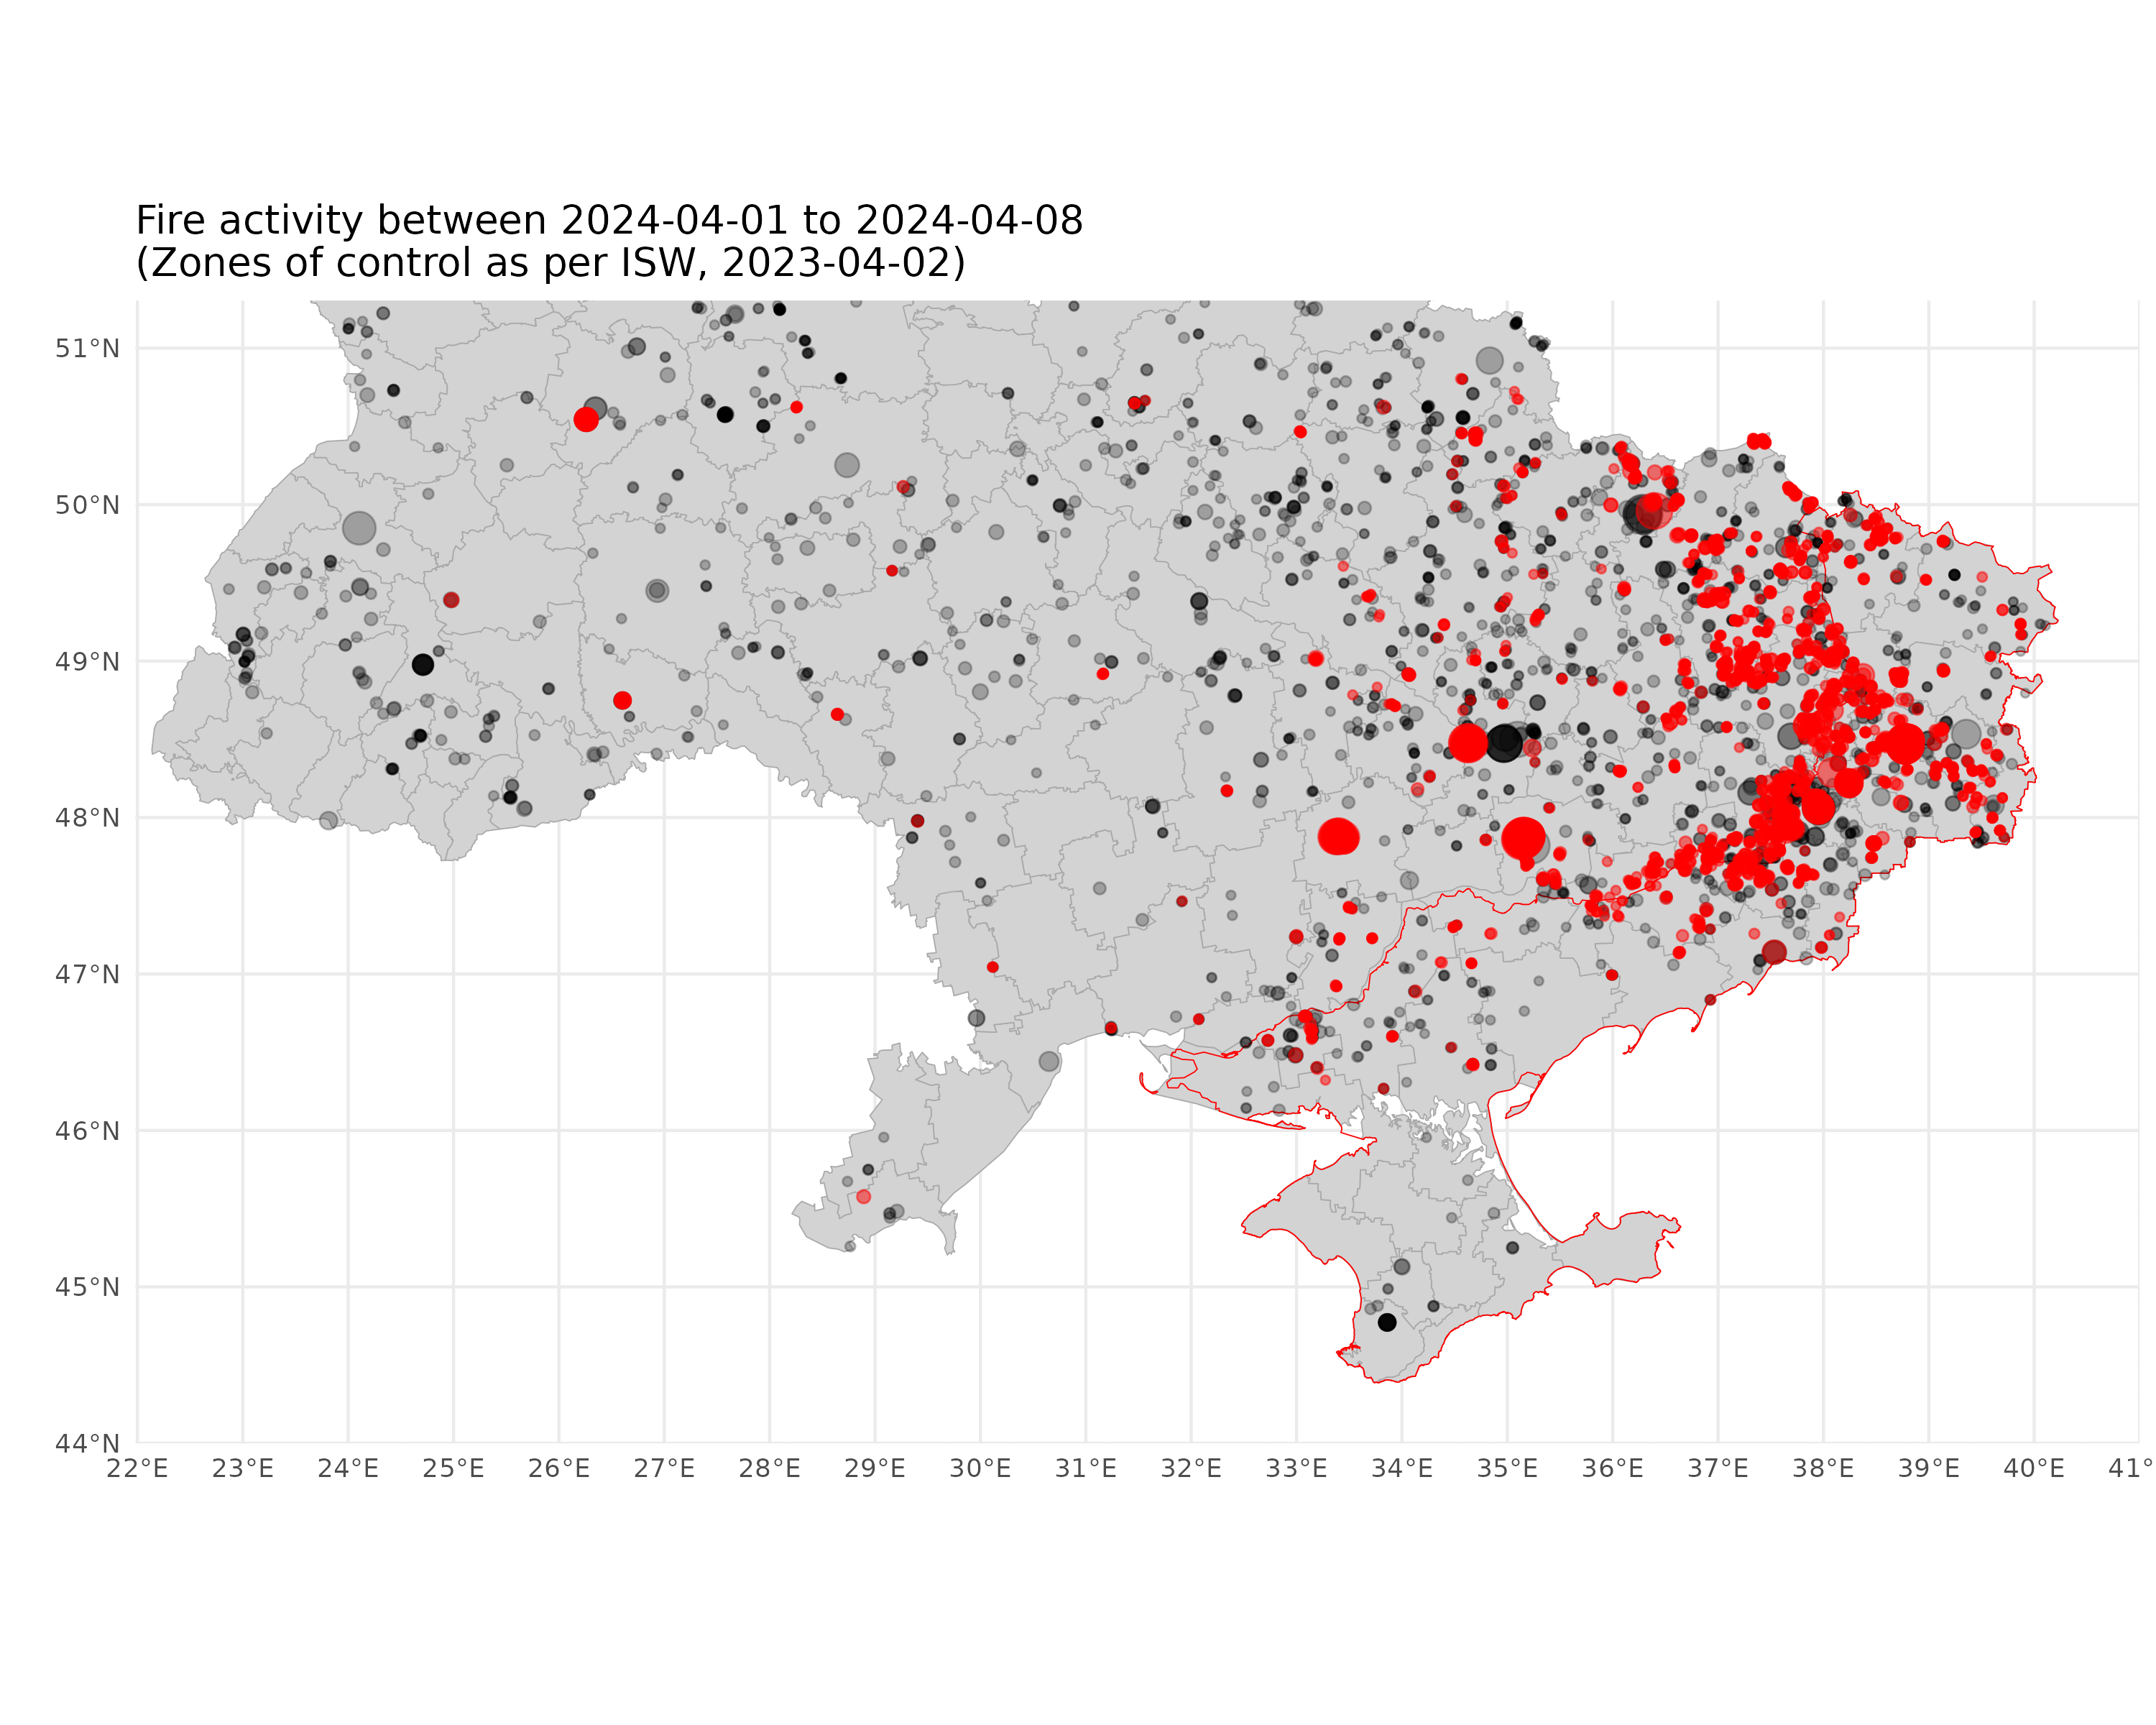 Fire activity between 2024-04-01 to 2024-04-08
(Zones of control as per ISW, 2023-04-02)
51°N
50°N
49°N
48°N
47°N
46°N
45°N
44°N
22°E 23°E 24°E 25°E 26°E 27°E 28°E 29°E 30°E 31°E 32°E 33°E 34°E 35°E 36°E 37°E 38°E 39°E 40°E 41°